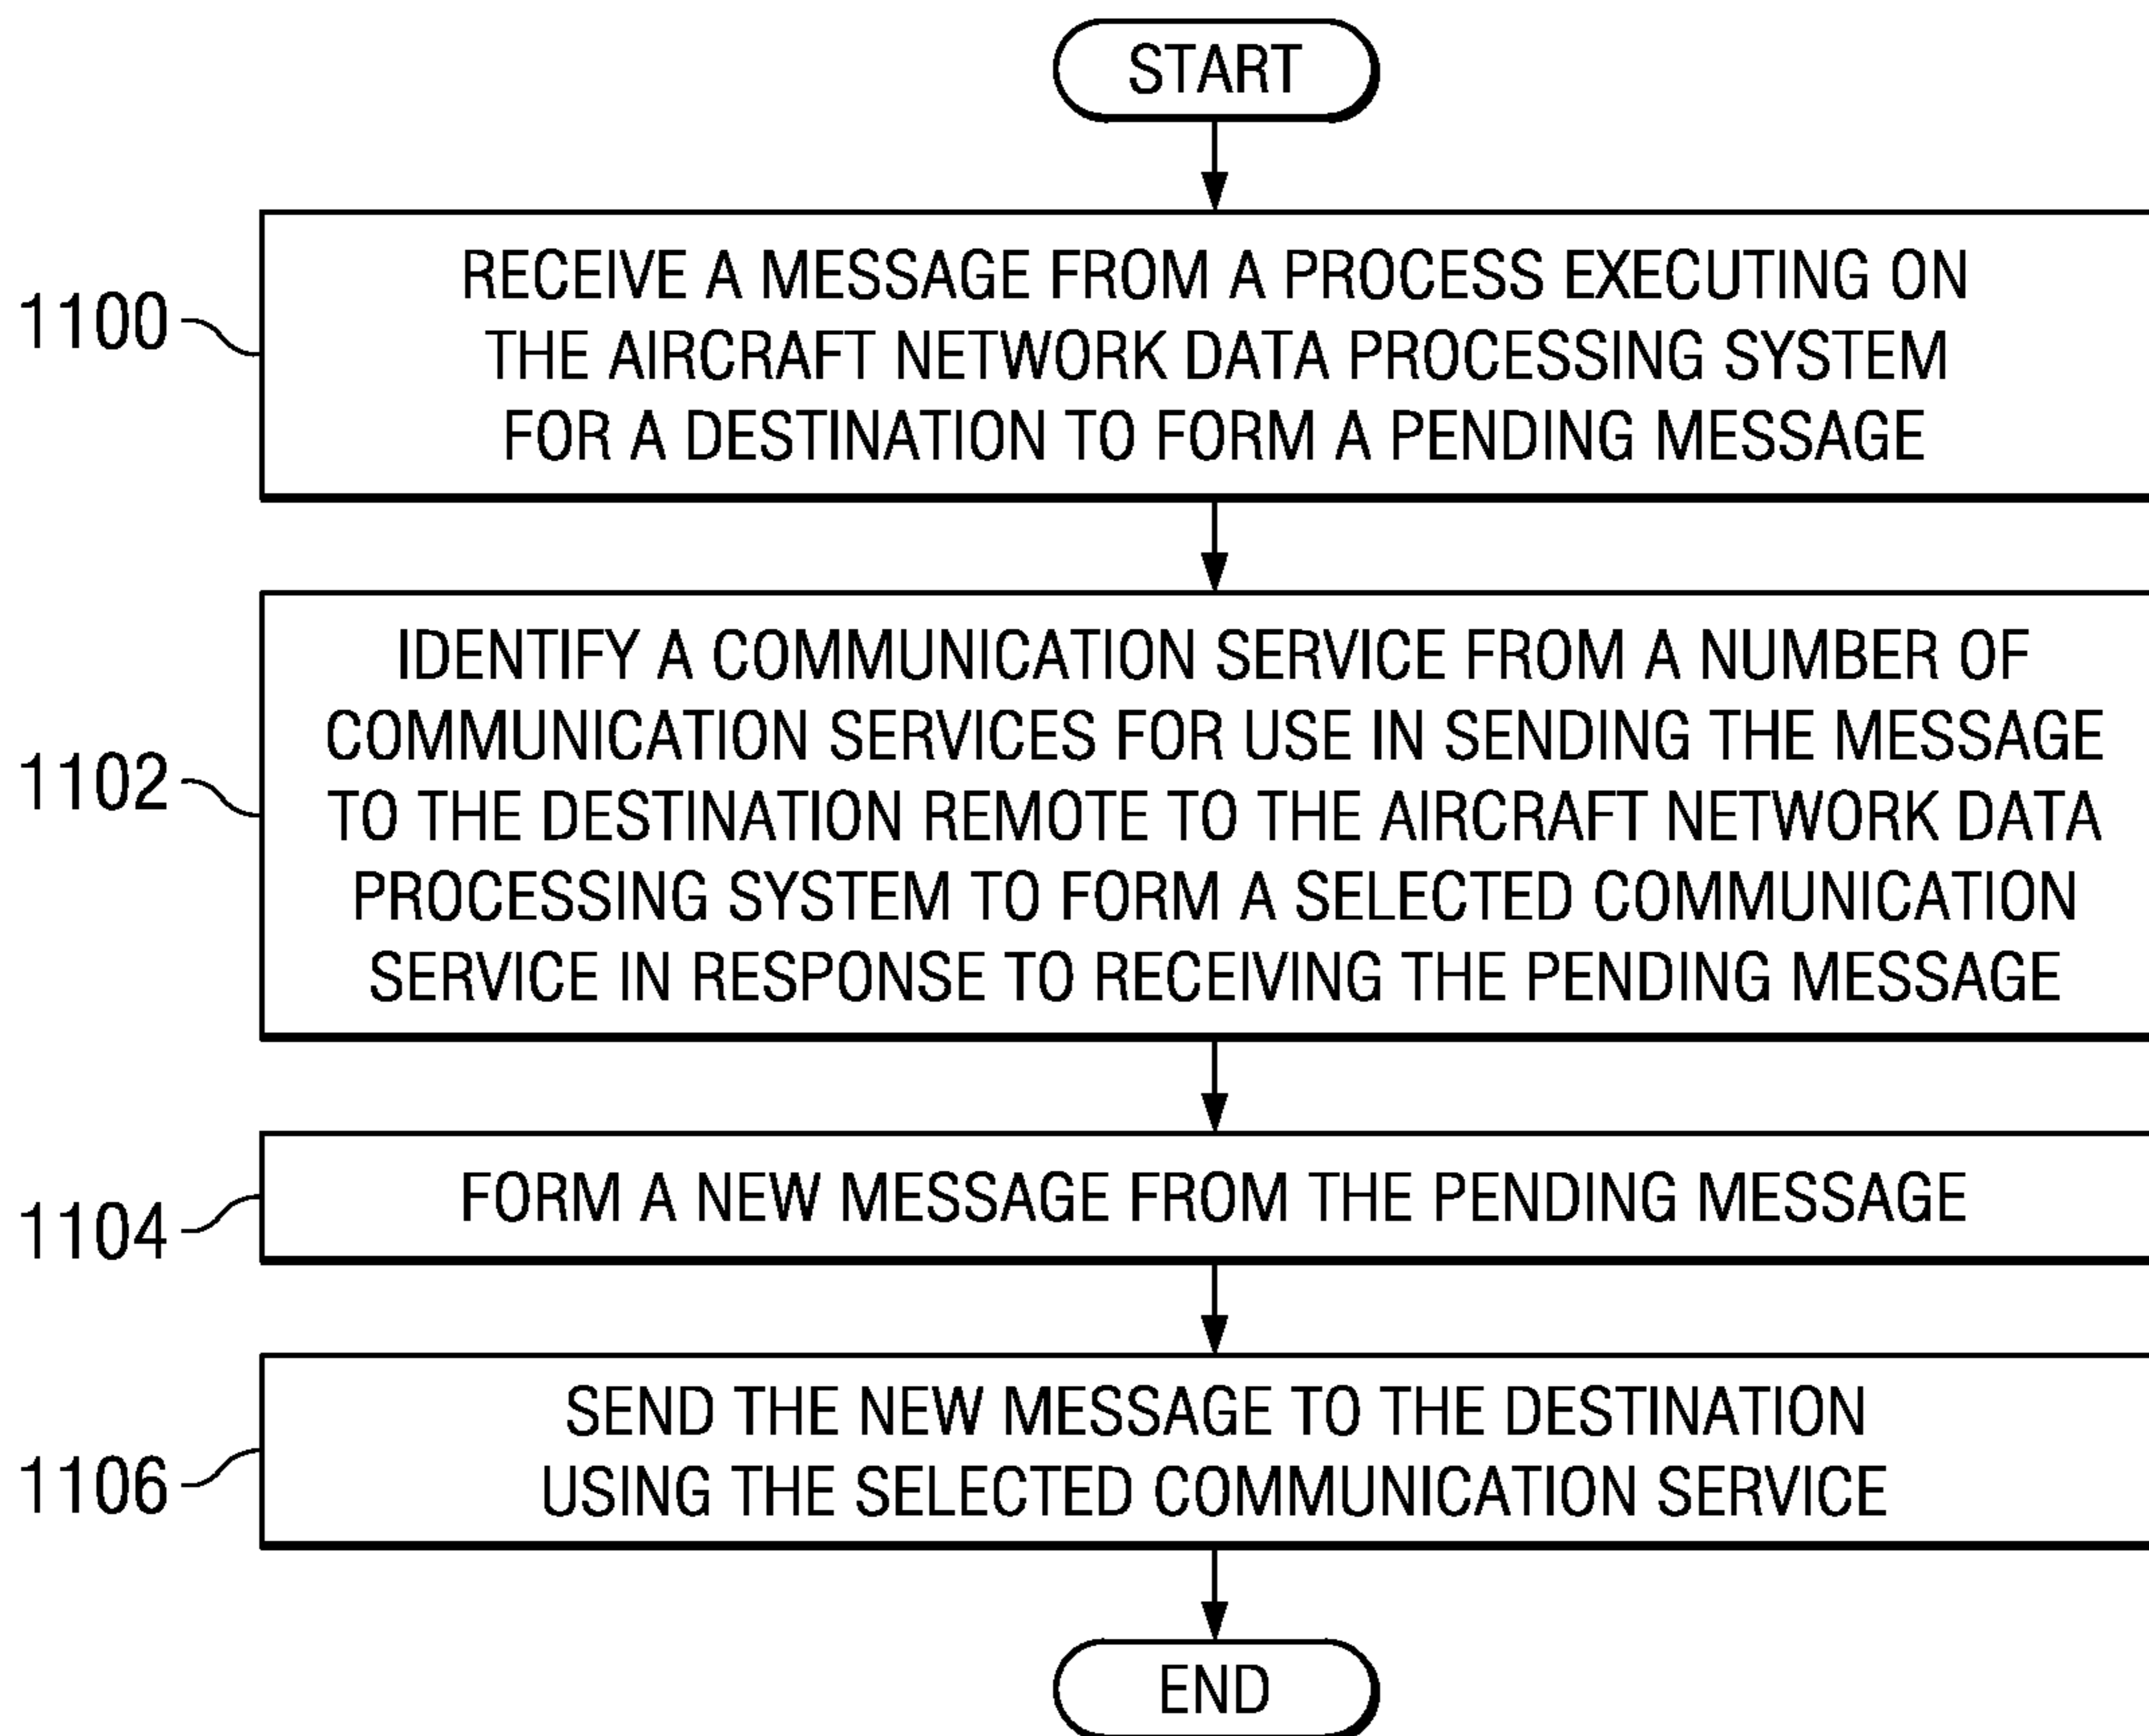 START
1100
RECEIVE A MESSAGE FROM A PROCESS EXECUTING ON
THE AIRCRAFT NETWORK DATA PROCESSING SYSTEM
FOR A DESTINATION TO FORM A PENDING MESSAGE
1102
IDENTIFY A COMMUNICATION SERVICE FROM A NUMBER OF
COMMUNICATION SERVICES FOR USE IN SENDING THE MESSAGE
TO THE DESTINATION REMOTE TO THE AIRCRAFT NETWORK DATA
PROCESSING SYSTEM TO FORM A SELECTED COMMUNICATION
SERVICE IN RESPONSE TO RECEIVING THE PENDING MESSAGE
1104
FORM A NEW MESSAGE FROM THE PENDING MESSAGE
1106
SEND THE NEW MESSAGE TO THE DESTINATION
USING THE SELECTED COMMUNICATION SERVICE
END